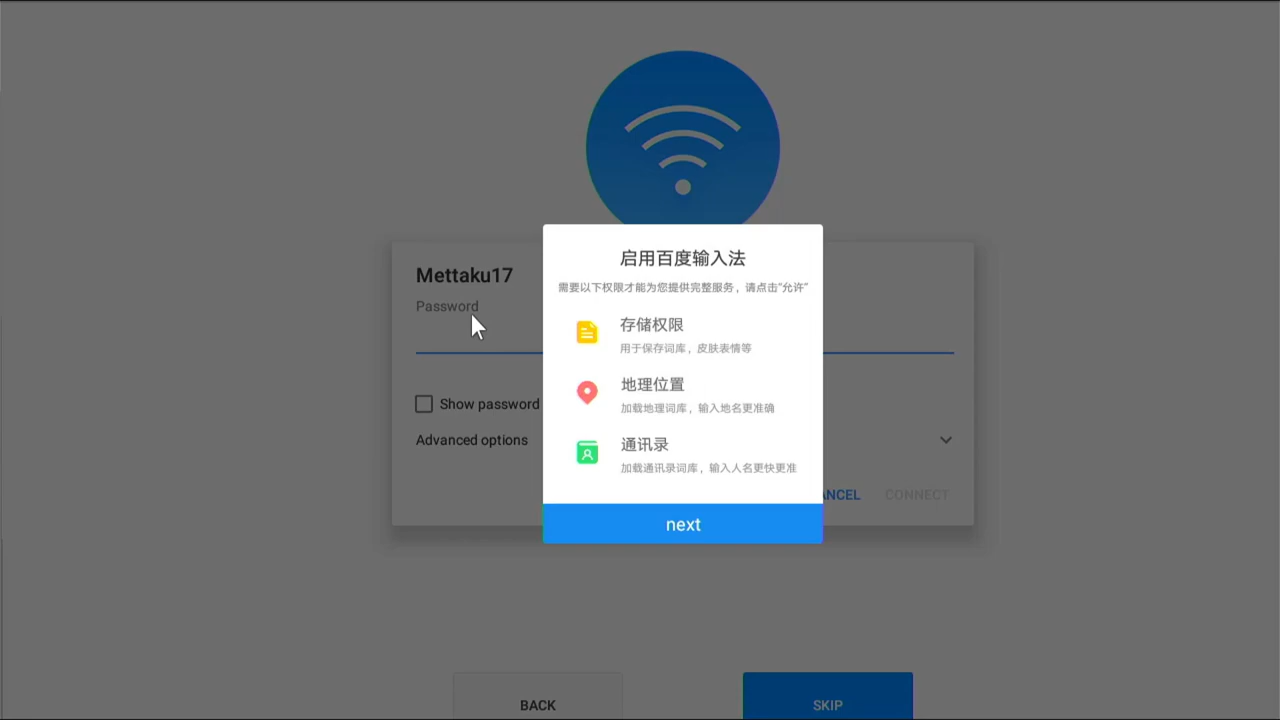 启用百度输入法
需要以下权限才能为您提供完整服务，请点击“允许”
存储权限
用于保存词库，皮肤表情等
地理位置
加载地理词库，输入地名更准确
通讯录
加载通讯录词库，输入人名更快更准
next
Mettaku17
Password
Show password
Advanced options
ANCEL CONNECT
BACK SKIP